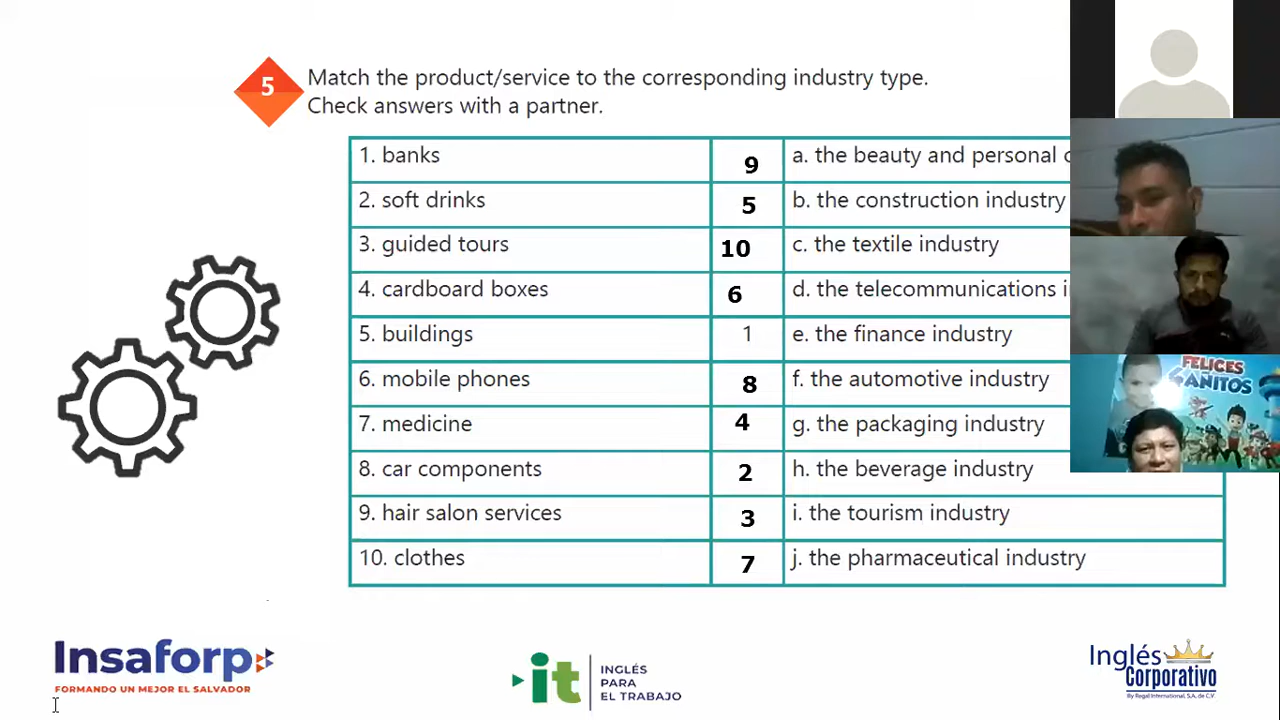 5
Match the product/service to the corresponding industry type.
Check answers with a partner.
1. banks 9 a. the beauty and personal
2. soft drinks 5 b. the construction industry
3. guided tours 10 c. the textile industry
4. cardboard boxes 6 d. the telecommunications
5. buildings 1 e. the finance industry
6. mobile phones 8 f. the automotive industry
7. medicine 4 g. the packaging industry
8. car components 2 h. the beverage industry
9. hair salon services 3 i. the tourism industry
10. clothes 7 j. the pharmaceutical industry
FELICES
4 AÑITOS
Insaforp
FORMANDO UN MEJOR EL SALVADOR
it
INGLÉS
PARA
EL TRABAJO
Inglés
Corporativo
By Regal International, S.A. de C.V.